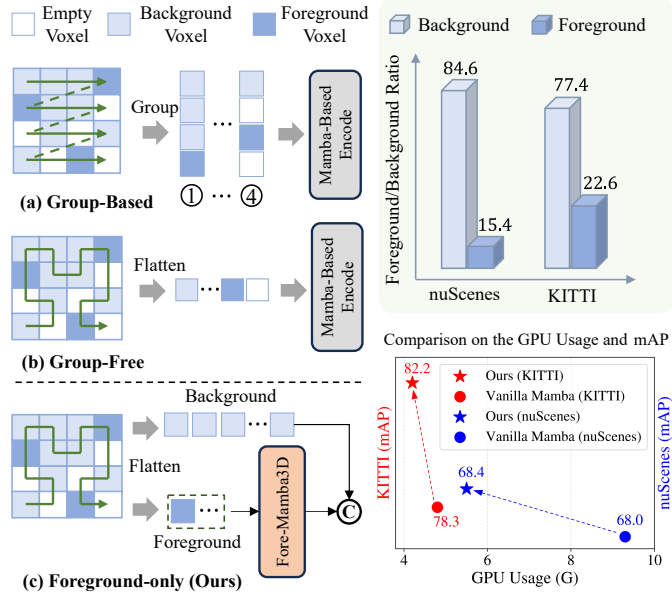 Empty Voxel
Background Voxel
Foreground Voxel
Group
Mamba-Based Encode
① ··· ④
(a) Group-Based
Flatten
Mamba-Based Encode
(b) Group-Free
Background
Flatten
Fore-Mamba3D
C
Foreground
(c) Foreground-only (Ours)
Background
Foreground
Foreground/Background Ratio
84.6
15.4
77.4
22.6
nuScenes
KITTI
Comparison on the GPU Usage and mAP
KITTI (mAP)
nuScenes (mAP)
82.2
Ours (KITTI)
Vanilla Mamba (KITTI)
Ours (nuScenes)
Vanilla Mamba (nuScenes)
68.4
78.3
68.0
4 6 8 10
GPU Usage (G)